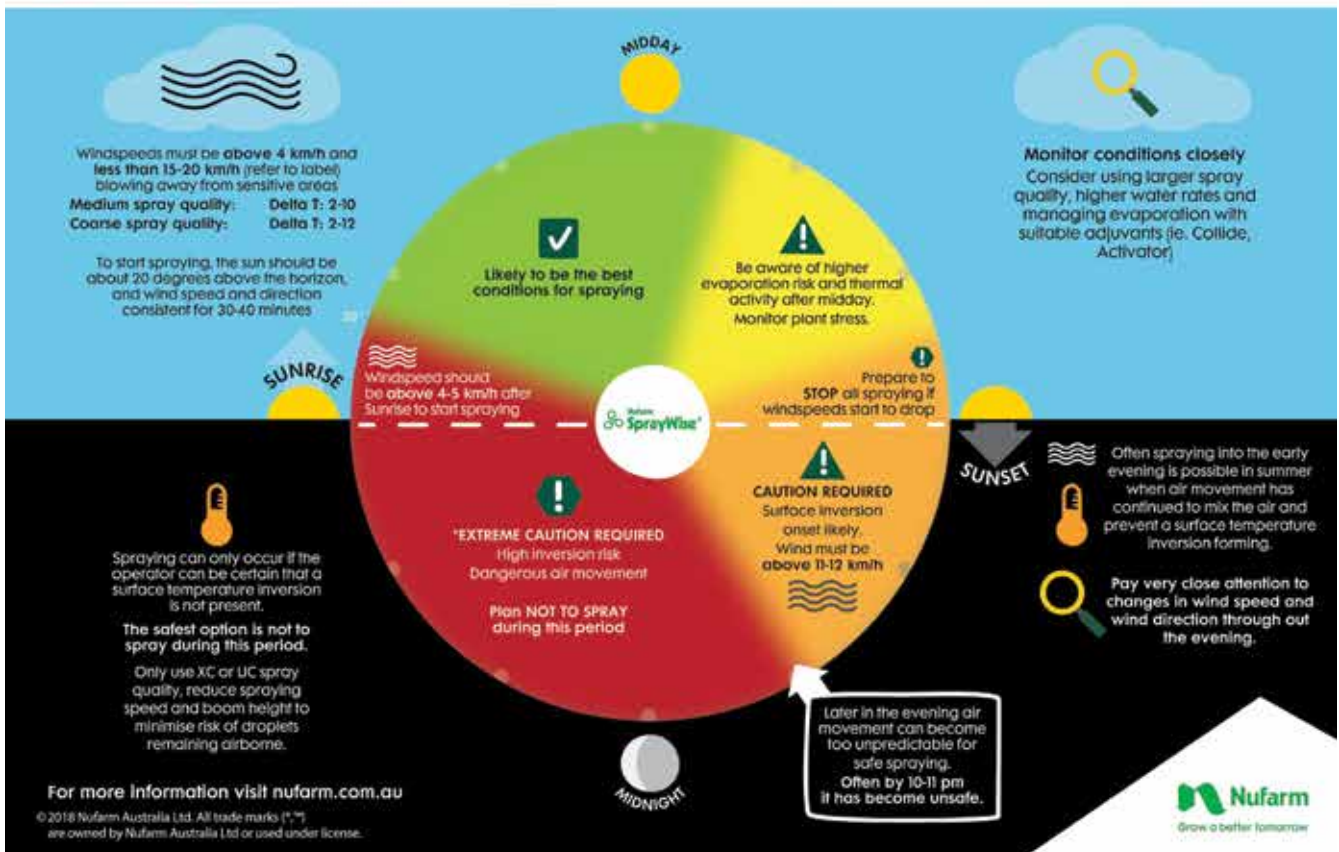 Windspeeds must be above 4 km/h and
less than 15-20 km/h (refer to label)
blowing away from sensitive areas
Medium spray quality: Delta T: 2-10
Coarse spray quality: Delta T: 2-12
To start spraying, the sun should be
about 20 degrees above the horizon,
and wind speed and direction
consistent for 30-40 minutes
MIDDAY
Monitor conditions closely
Consider using larger spray
quality, higher water rates and
managing evaporation with
suitable adjuvants (ie. Collide,
Activator)
Likely to be the best
conditions for spraying
Be aware of higher
evaporation risk and thermal
activity after midday.
Monitor plant stress.
SUNRISE
Windspeed should
be above 4-5 km/h after
Sunrise to start spraying
Nufarm
SprayWise®
Prepare to
STOP all spraying if
windspeeds start to drop
SUNSET
*EXTREME CAUTION REQUIRED
High inversion risk
Dangerous air movement
Plan NOT TO SPRAY
during this period
CAUTION REQUIRED
Surface inversion
onset likely.
Wind must be
above 11-12 km/h
Spraying can only occur if the
operator can be certain that a
surface temperature inversion
is not present.
The safest option is not to
spray during this period.
Only use XC or UC spray
quality, reduce spraying
speed and boom height to
minimise risk of droplets
remaining airborne.
Often spraying into the early
evening is possible in summer
when air movement has
continued to mix the air and
prevent a surface temperature
inversion forming.
Pay very close attention to
changes in wind speed and
wind direction through out
the evening.
Later in the evening air
movement can become
too unpredictable for
safe spraying.
Often by 10-11 pm
it has become unsafe.
MIDNIGHT
For more information visit nufarm.com.au
© 2018 Nufarm Australia Ltd. All trade marks (®,™)
are owned by Nufarm Australia Ltd or used under license.
Nufarm
Grow a better tomorrow